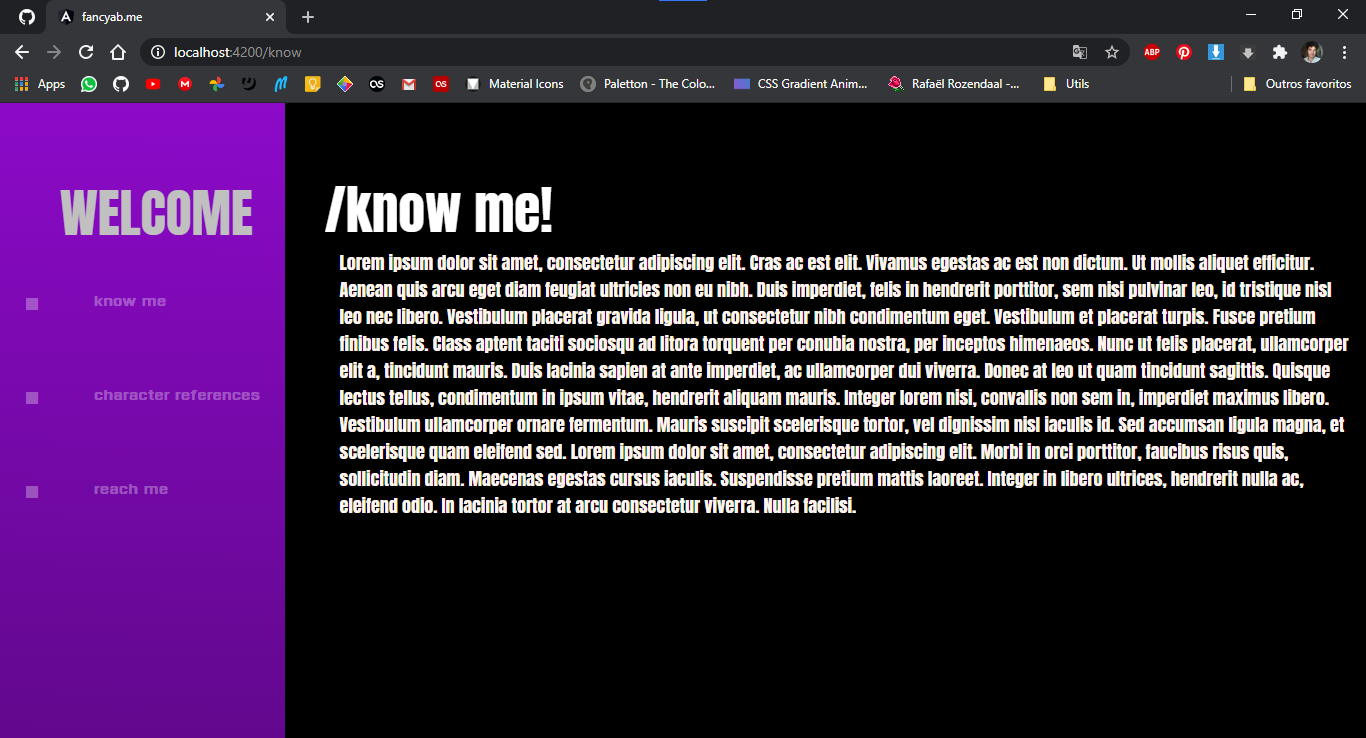 fancyab.me
localhost:4200/know
ABP
Apps
Material Icons
Paletton - The Colo...
CSS Gradient Anim...
Rafaël Rozendaal -...
Utils
Outros favoritos
WELCOME
know me
character references
reach me
/know me!
Lorem ipsum dolor sit amet, consectetur adipiscing elit. Cras ac est elit. Vivamus egestas ac est non dictum. Ut mollis aliquet efficitur.
Aenean quis arcu eget diam feugiat ultricies non eu nibh. Duis imperdiet, felis in hendrerit porttitor, sem nisi pulvinar leo, id tristique nisl
leo nec libero. Vestibulum placerat gravida ligula, ut consectetur nibh condimentum eget. Vestibulum et placerat turpis. Fusce pretium
finibus felis. Class aptent taciti sociosqu ad litora torquent per conubia nostra, per inceptos himenaeos. Nunc ut felis placerat, ullamcorper
elit a, tincidunt mauris. Duis lacinia sapien at ante imperdiet, ac ullamcorper dui viverra. Donec at leo ut quam tincidunt sagittis. Quisque
lectus tellus, condimentum in ipsum vitae, hendrerit aliquam mauris. Integer lorem nisi, convallis non sem in, imperdiet maximus libero.
Vestibulum ullamcorper ornare fermentum. Mauris suscipit scelerisque tortor, vel dignissim nisl iaculis id. Sed accumsan ligula magna, et
scelerisque quam eleifend sed. Lorem ipsum dolor sit amet, consectetur adipiscing elit. Morbi in orci porttitor, faucibus risus quis,
sollicitudin diam. Maecenas egestas cursus iaculis. Suspendisse pretium mattis laoreet. Integer in libero ultrices, hendrerit nulla ac,
eleifend odio. In lacinia tortor at arcu consectetur viverra. Nulla facilisi.